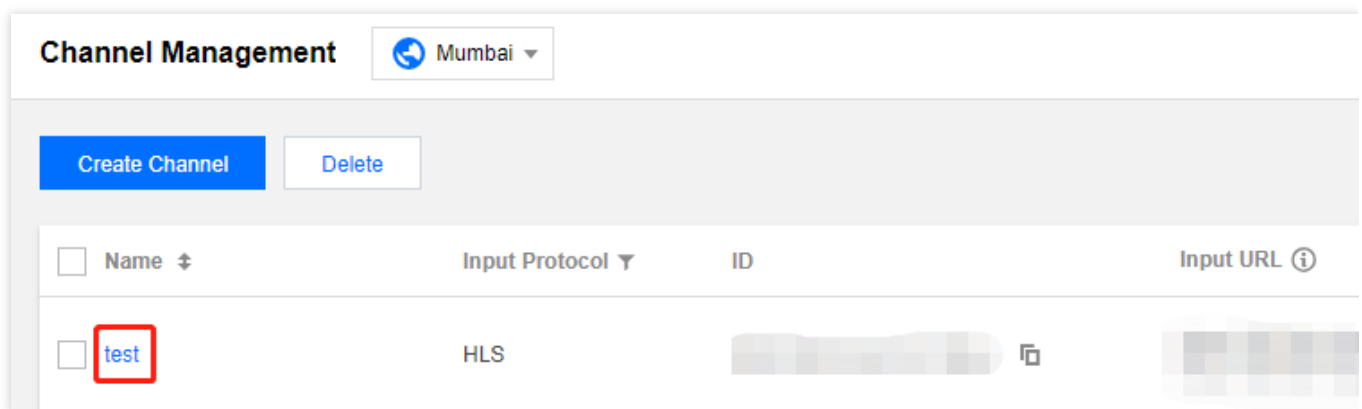 Channel Management Mumbai
Create Channel Delete
Name Input Protocol ID Input URL
test HLS